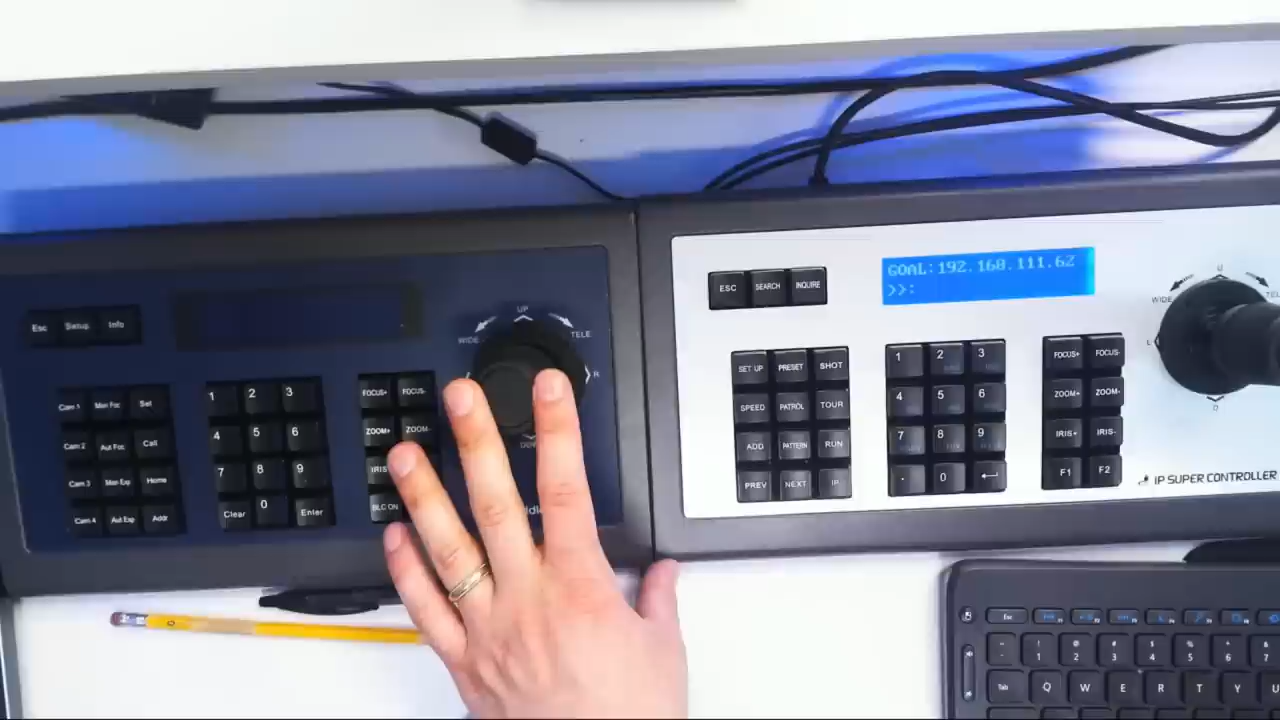 Esc Setup Info
Cam 1 Man Foc Set
Cam 2 Aut Foc Call
Cam 3 Man Exp Home
Cam 4 Aut Exp Addr
1 2 3
4 5 6
7 8 9
Clear 0 Enter
FOCUS+ FOCUS-
ZOOM+ ZOOM-
IRIS
BLC ON
UP
WIDE TELE
R
ESC SEARCH INQUIRE
GOAL:192.168.111.62
>>:
SET UP PRESET SHOT
SPEED PATROL TOUR
ADD PATTERN RUN
PREV NEXT IP
1 2 3
4 5 6
7 8 9
. 0
FOCUS+ FOCUS-
ZOOM+ ZOOM-
IRIS+ IRIS-
F1 F2
U
WIDE TELE
L
D
IP SUPER CONTROLLER
Esc
~ ! @ # $ % ^ &
1 2 3 4 5 6 7
Tab Q W E R T Y U